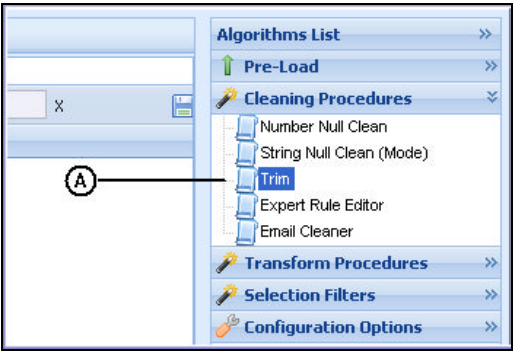 Algorithms List
Pre-Load
Cleaning Procedures
X
Number Null Clean
String Null Clean (Mode)
A
Trim
Expert Rule Editor
Email Cleaner
Transform Procedures
Selection Filters
Configuration Options